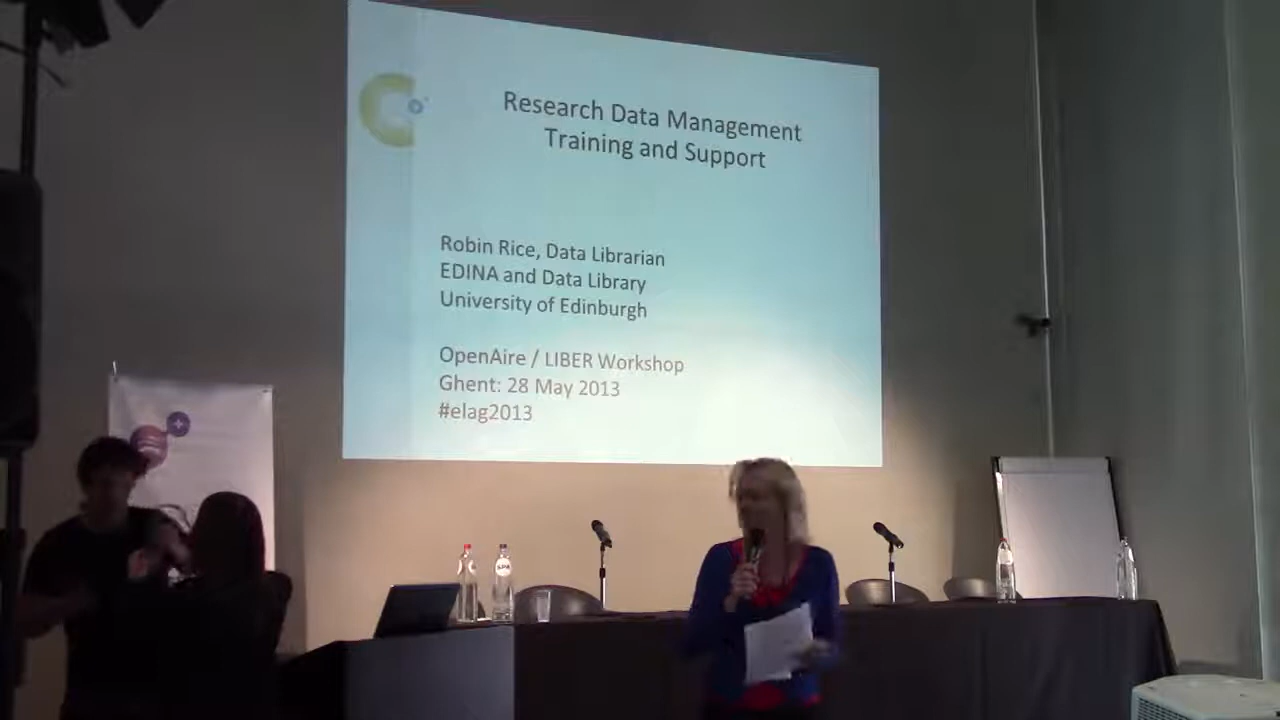 Research Data Management
Training and Support
Robin Rice, Data Librarian
EDINA and Data Library
University of Edinburgh
OpenAire / LIBER Workshop
Ghent: 28 May 2013
#elag2013
SPA